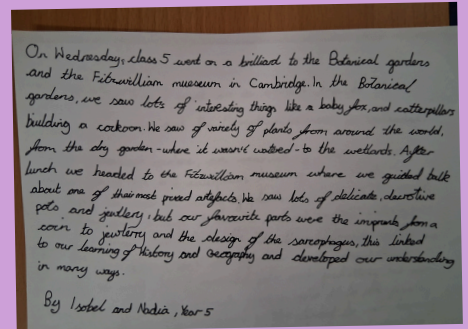 On Wednesday, class 5 went on a brilliard to the Botanical gardens
and the Fitzwilliam museum in Cambridge. In the Botanical
gardens, we saw lots of interesting things like a baby fox, and catterpillars
building a cockoon. We saw of variety of plants from around the world,
from the dry garden - where it wasn't watered - to the wetlands. After
lunch we headed to the Fitzwilliam museum where we guided talk
about one of their most prized artefacts. We saw lots of delicate, decrotive
pots and jewllery, but our favourite parts were the imprints from a
coin to jewllery and the design of the sarcophagus, this linked
to our learning of History and Geography and developed our understanding
in many ways.
By Isobel and Nadia, Year 5